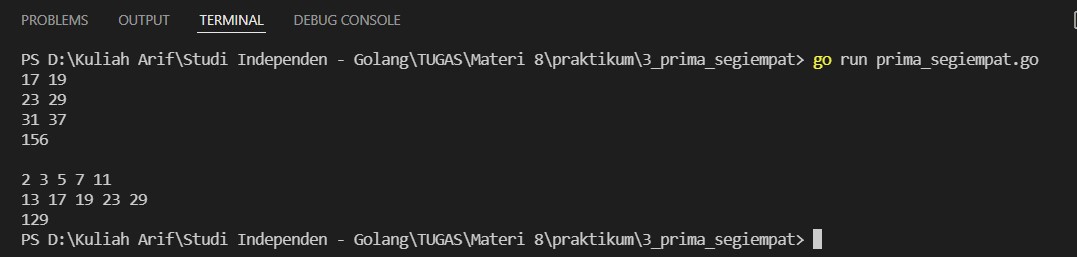 PROBLEMS OUTPUT TERMINAL DEBUG CONSOLE
PS D:\Kuliah Arif\Studi Independen - Golang\TUGAS\Materi 8\praktikum\3_prima_segiempat> go run prima_segiempat.go
17 19
23 29
31 37
156
2 3 5 7 11
13 17 19 23 29
129
PS D:\Kuliah Arif\Studi Independen - Golang\TUGAS\Materi 8\praktikum\3_prima_segiempat>